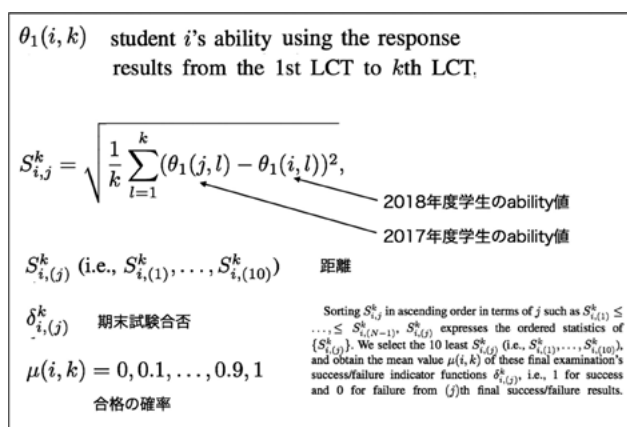 θ₁(i, k) student i's ability using the response
results from the 1st LCT to kth LCT.
S^k_{i,j} = √( 1/k ∑_{l=1}^{k} (θ₁(j, l) − θ₁(i, l))² ),
2018年度学生のability値
2017年度学生のability値
S^k_{i,(j)} (i.e., S^k_{i,(1)}, . . . , S^k_{i,(10)}) 距離
δ^k_{i,(j)} 期末試験合否
μ(i, k) = 0, 0.1, . . . , 0.9, 1
合格の確率
Sorting S^k_{i,j} in ascending order in terms of j such as S^k_{i,(1)} ≤
. . . , ≤ S^k_{i,(N−1)}, S^k_{i,(j)} expresses the ordered statistics of
{S^k_{i,(j)}}. We select the 10 least S^k_{i,(j)} (i.e., S^k_{i,(1)}, . . . , S^k_{i,(10)}),
and obtain the mean value μ(i, k) of these final examination's
success/failure indicator functions δ^k_{i,(j)}, i.e., 1 for success
and 0 for failure from (j)th final success/failure results.